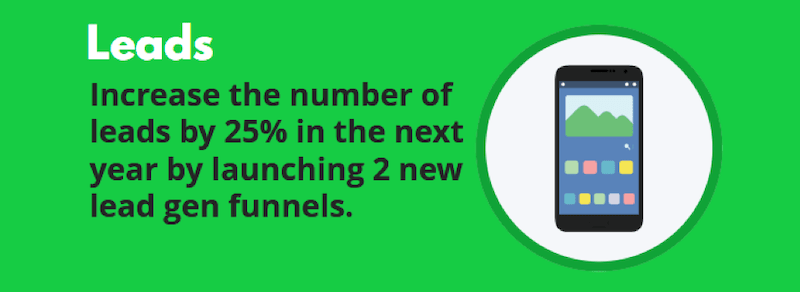 Leads
Increase the number of
leads by 25% in the next
year by launching 2 new
lead gen funnels.